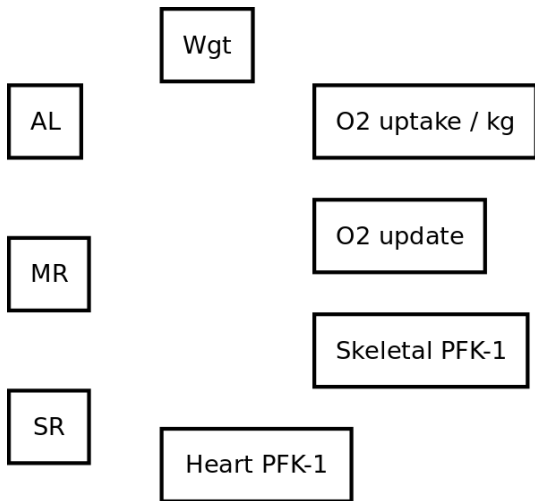 Wgt
AL
O2 uptake / kg
O2 update
MR
Skeletal PFK-1
SR
Heart PFK-1